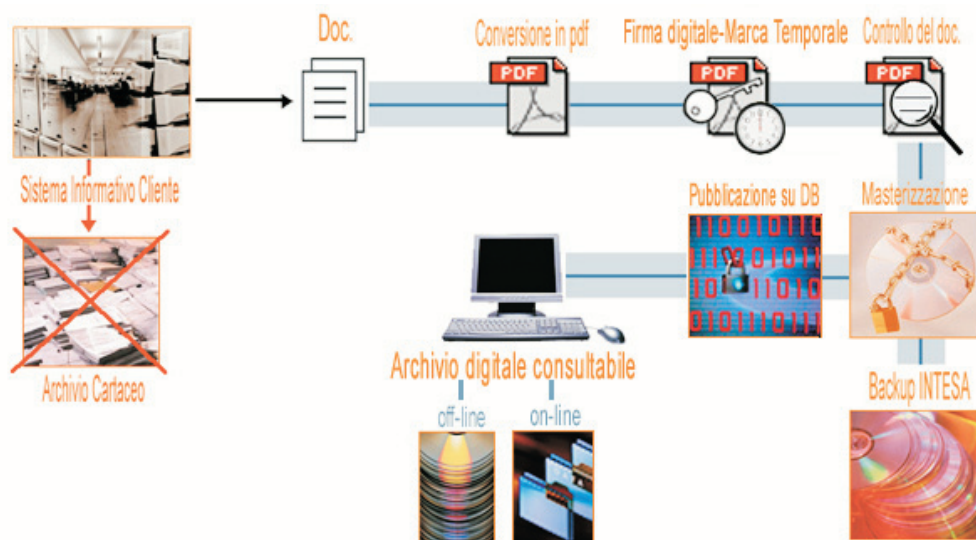 Doc.
Conversione in pdf
Firma digitale-Marca Temporale
Controllo del doc.
PDF
PDF
PDF
Sistema Informativo Cliente
Pubblicazione su DB
Masterizzazione
Archivio Cartaceo
Archivio digitale consultabile
Backup INTESA
off-line
on-line